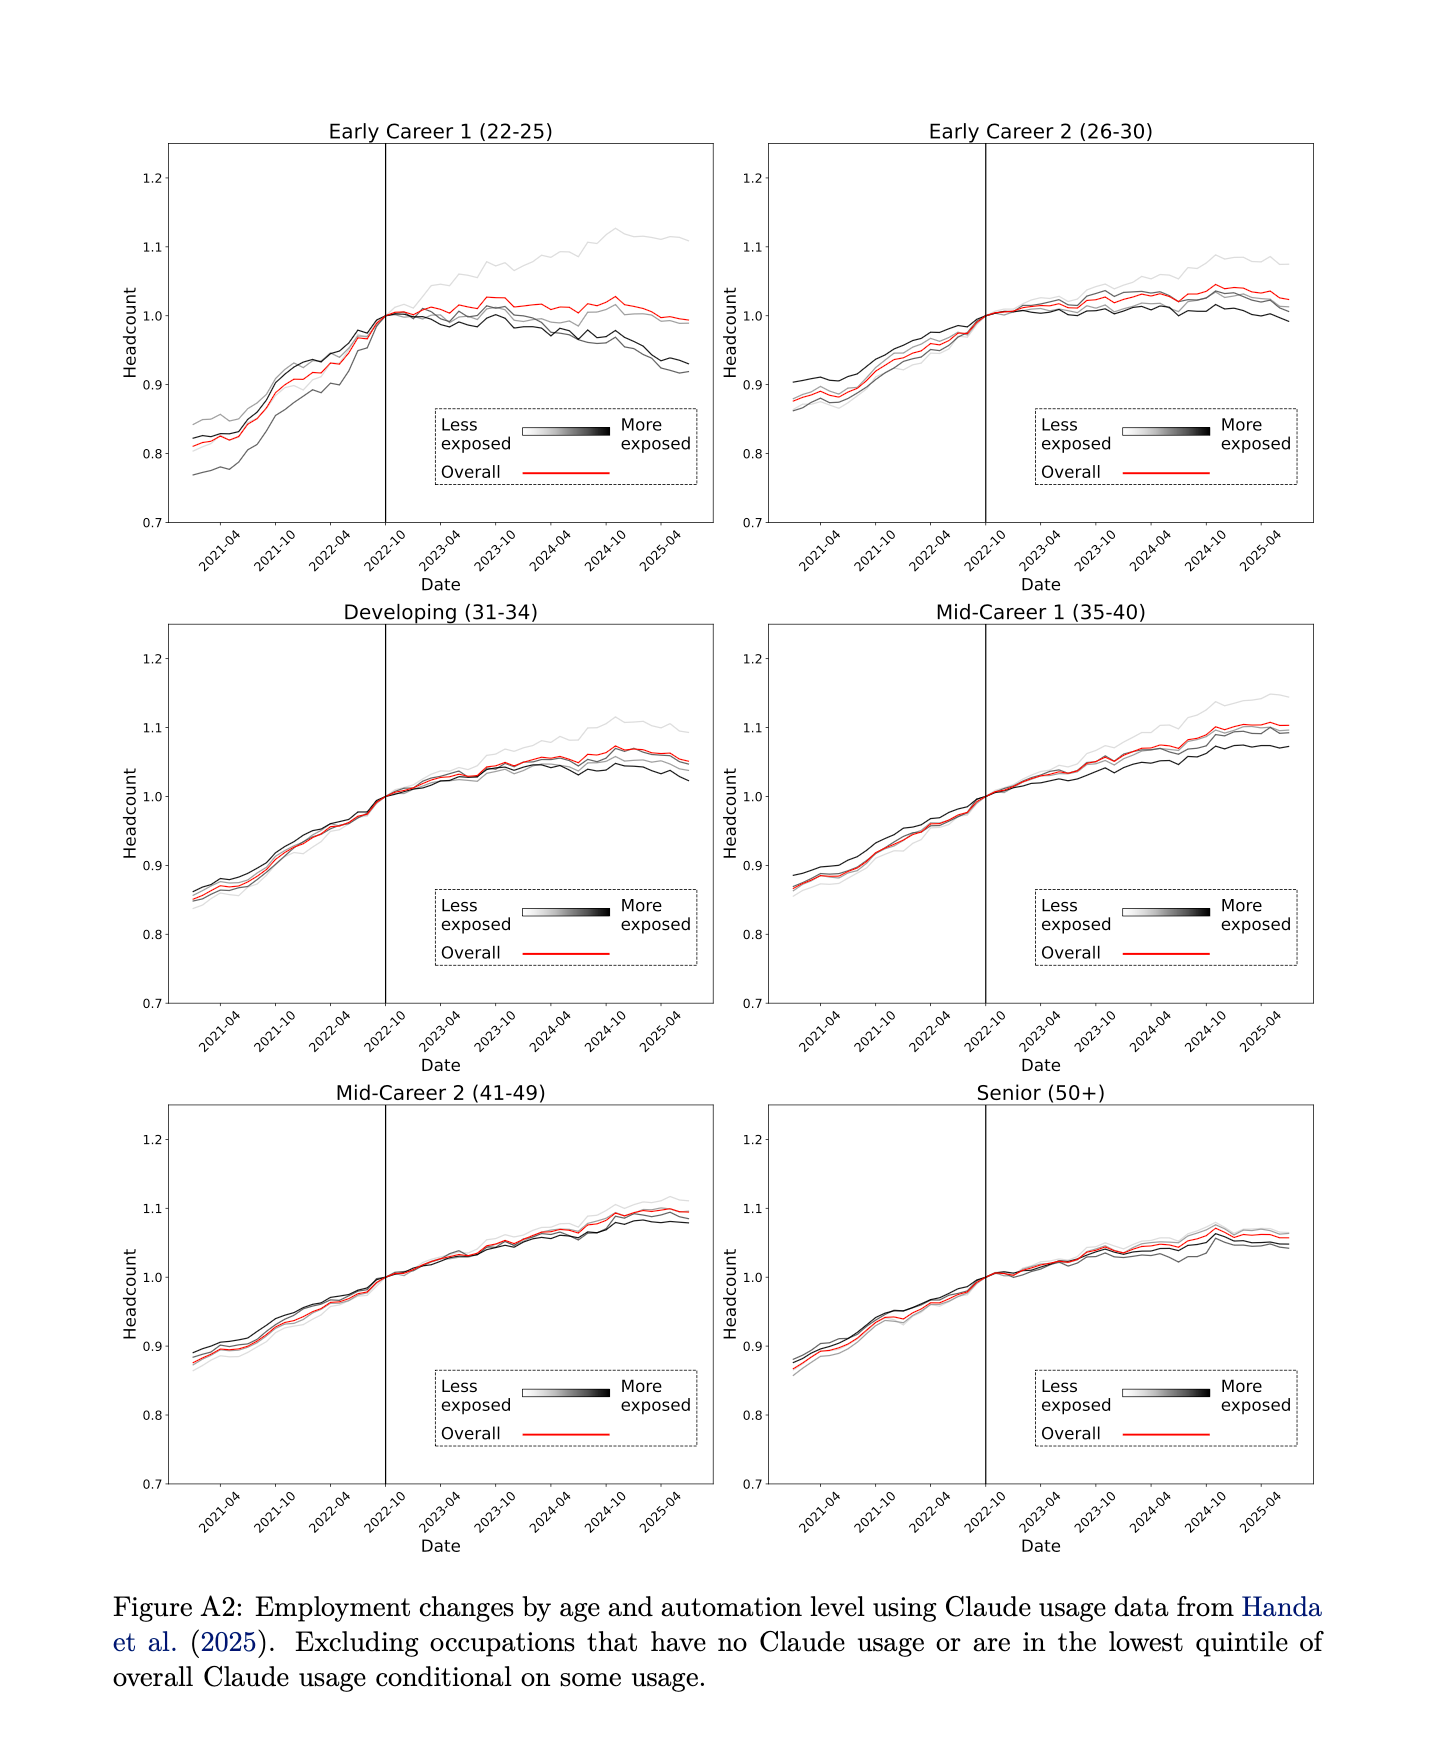 Early Career 1 (22-25)
1.2
1.1
1.0
0.9
0.8
0.7
Headcount
Less exposed
More exposed
Overall
2021-04
2021-10
2022-04
2022-10
2023-04
2023-10
2024-04
2024-10
2025-04
Date
Early Career 2 (26-30)
1.2
1.1
1.0
0.9
0.8
0.7
Headcount
Less exposed
More exposed
Overall
2021-04
2021-10
2022-04
2022-10
2023-04
2023-10
2024-04
2024-10
2025-04
Date
Developing (31-34)
1.2
1.1
1.0
0.9
0.8
0.7
Headcount
Less exposed
More exposed
Overall
2021-04
2021-10
2022-04
2022-10
2023-04
2023-10
2024-04
2024-10
2025-04
Date
Mid-Career 1 (35-40)
1.2
1.1
1.0
0.9
0.8
0.7
Headcount
Less exposed
More exposed
Overall
2021-04
2021-10
2022-04
2022-10
2023-04
2023-10
2024-04
2024-10
2025-04
Date
Mid-Career 2 (41-49)
1.2
1.1
1.0
0.9
0.8
0.7
Headcount
Less exposed
More exposed
Overall
2021-04
2021-10
2022-04
2022-10
2023-04
2023-10
2024-04
2024-10
2025-04
Date
Senior (50+)
1.2
1.1
1.0
0.9
0.8
0.7
Headcount
Less exposed
More exposed
Overall
2021-04
2021-10
2022-04
2022-10
2023-04
2023-10
2024-04
2024-10
2025-04
Date
Figure A2: Employment changes by age and automation level using Claude usage data from Handa
et al. (2025). Excluding occupations that have no Claude usage or are in the lowest quintile of
overall Claude usage conditional on some usage.